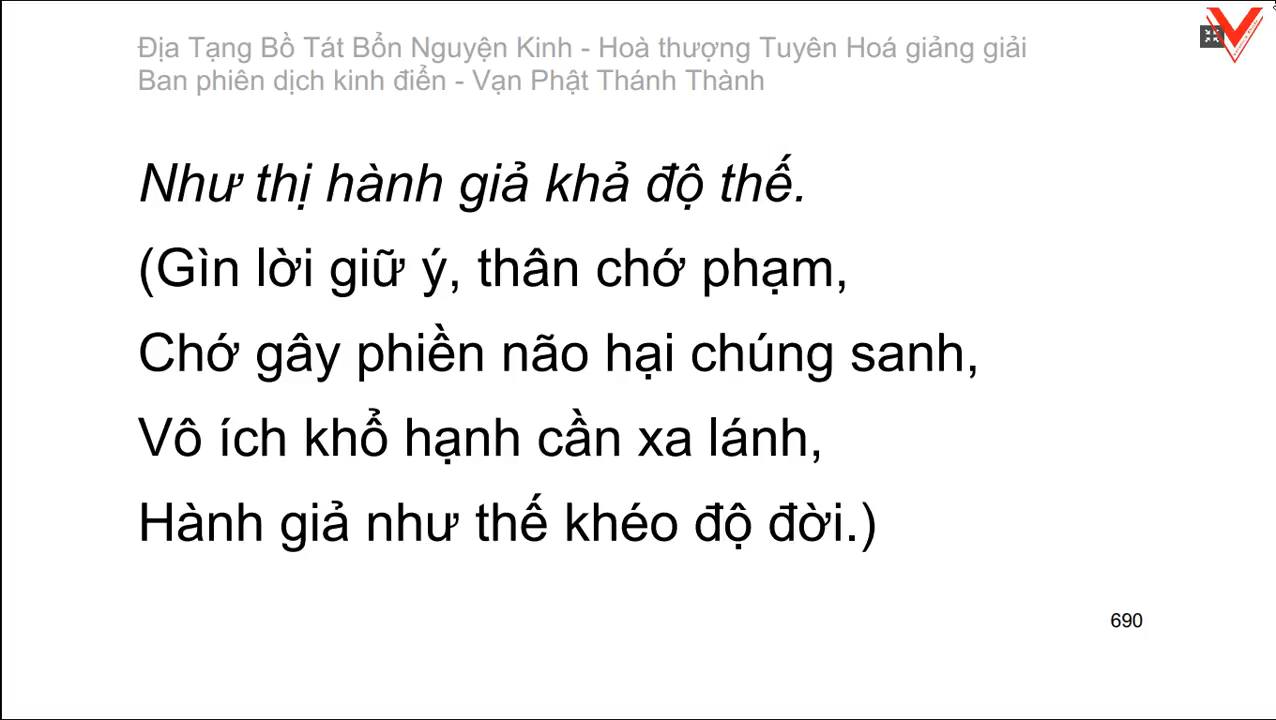 Địa Tạng Bồ Tát Bổn Nguyện Kinh - Hoà thượng Tuyên Hoá giảng giải
Ban phiên dịch kinh điển - Vạn Phật Thánh Thành
Như thị hành giả khả độ thế.
(Gìn lời giữ ý, thân chớ phạm,
Chớ gây phiền não hại chúng sanh,
Vô ích khổ hạnh cần xa lánh,
Hành giả như thế khéo độ đời.)
690